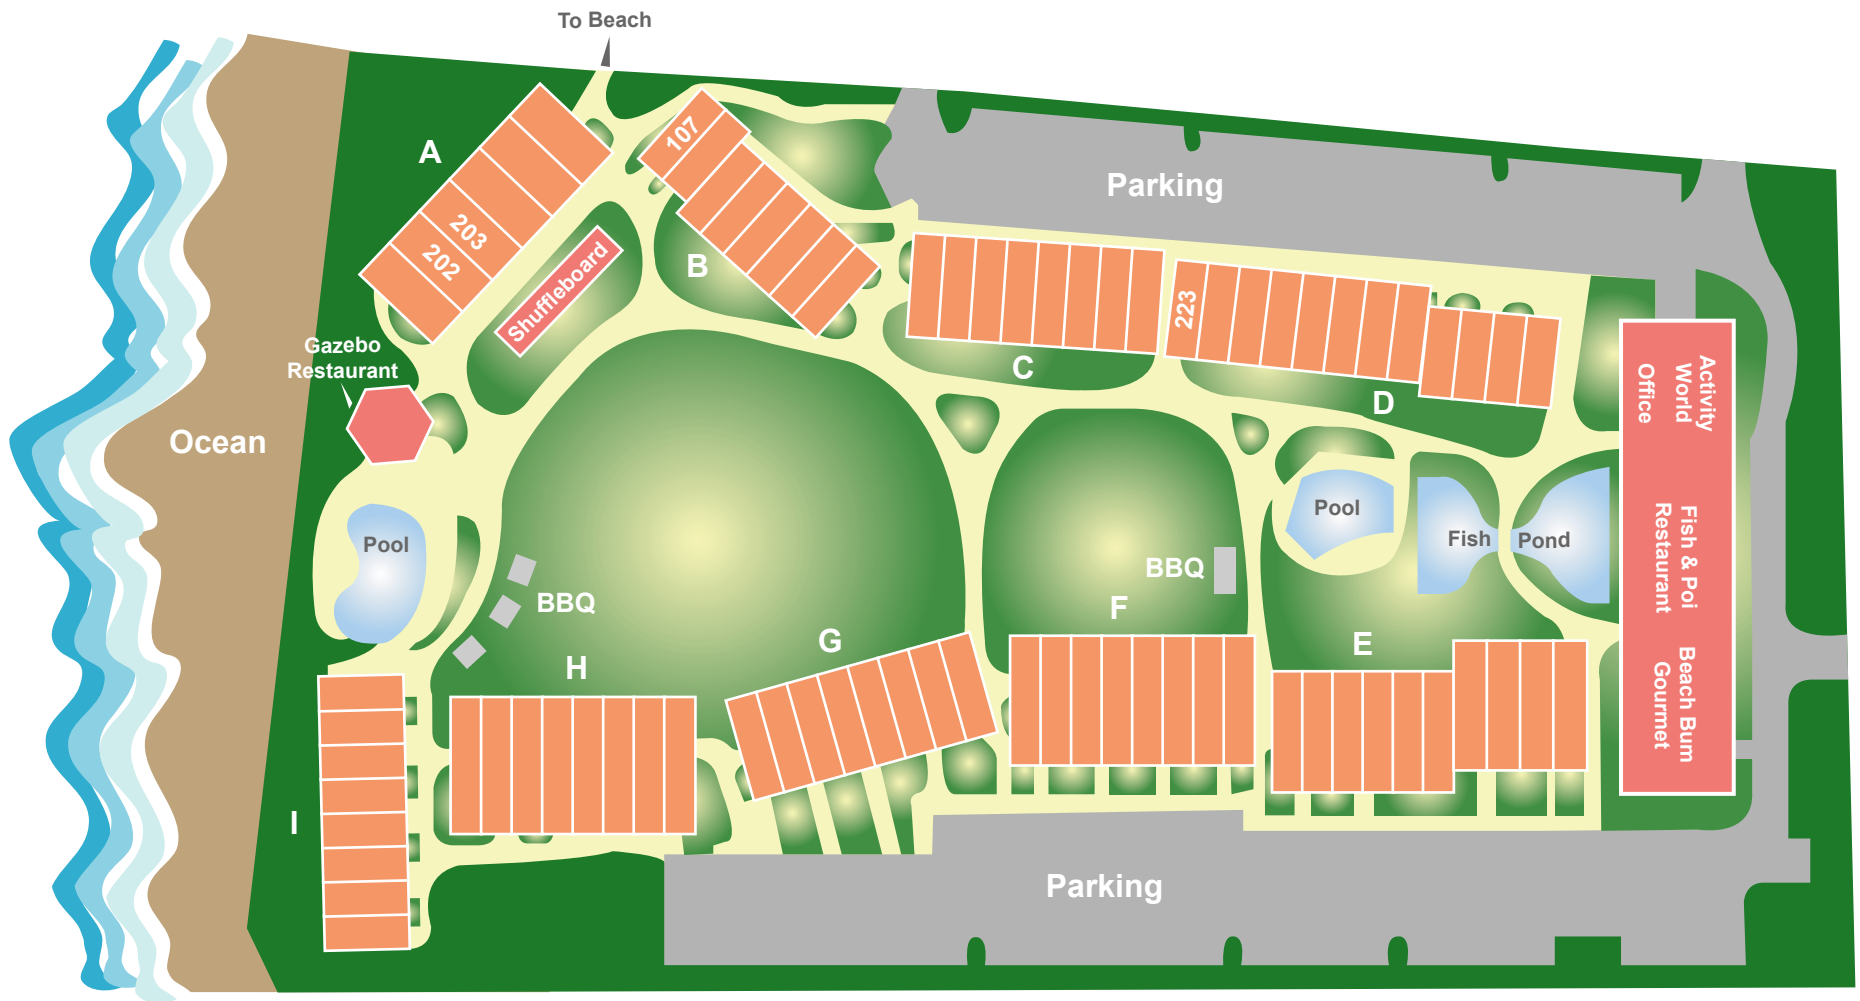 To Beach
A
107
203
202
Parking
B
Shuffleboard
223
Gazebo
Restaurant
C
D
Activity
World
Office
Ocean
Pool
Fish
Pond
Fish & Poi
Restaurant
Pool
BBQ
BBQ
F
G
E
H
Beach Bum
Gourmet
I
Parking